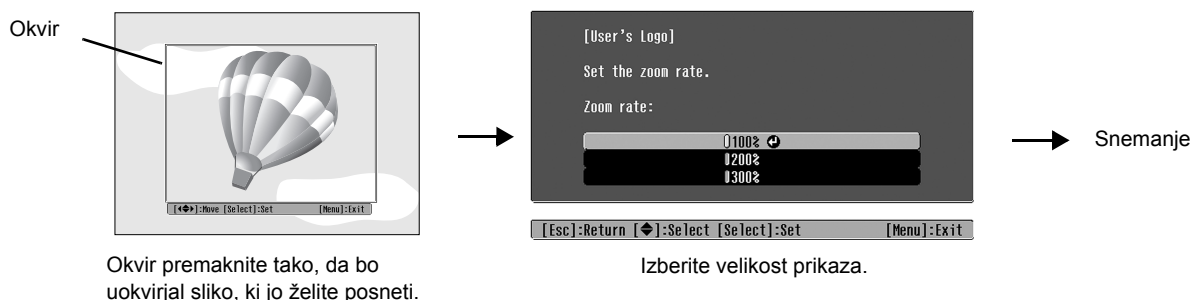 Okvir
[User's Logo]
Set the zoom rate.
Zoom rate:
100%
200%
300%
Snemanje
[◀◆▶]:Move [Select]:Set [Menu]:Exit
[Esc]:Return [◆]:Select [Select]:Set [Menu]:Exit
Okvir premaknite tako, da bo
uokvirjal sliko, ki jo želite posneti.
Izberite velikost prikaza.